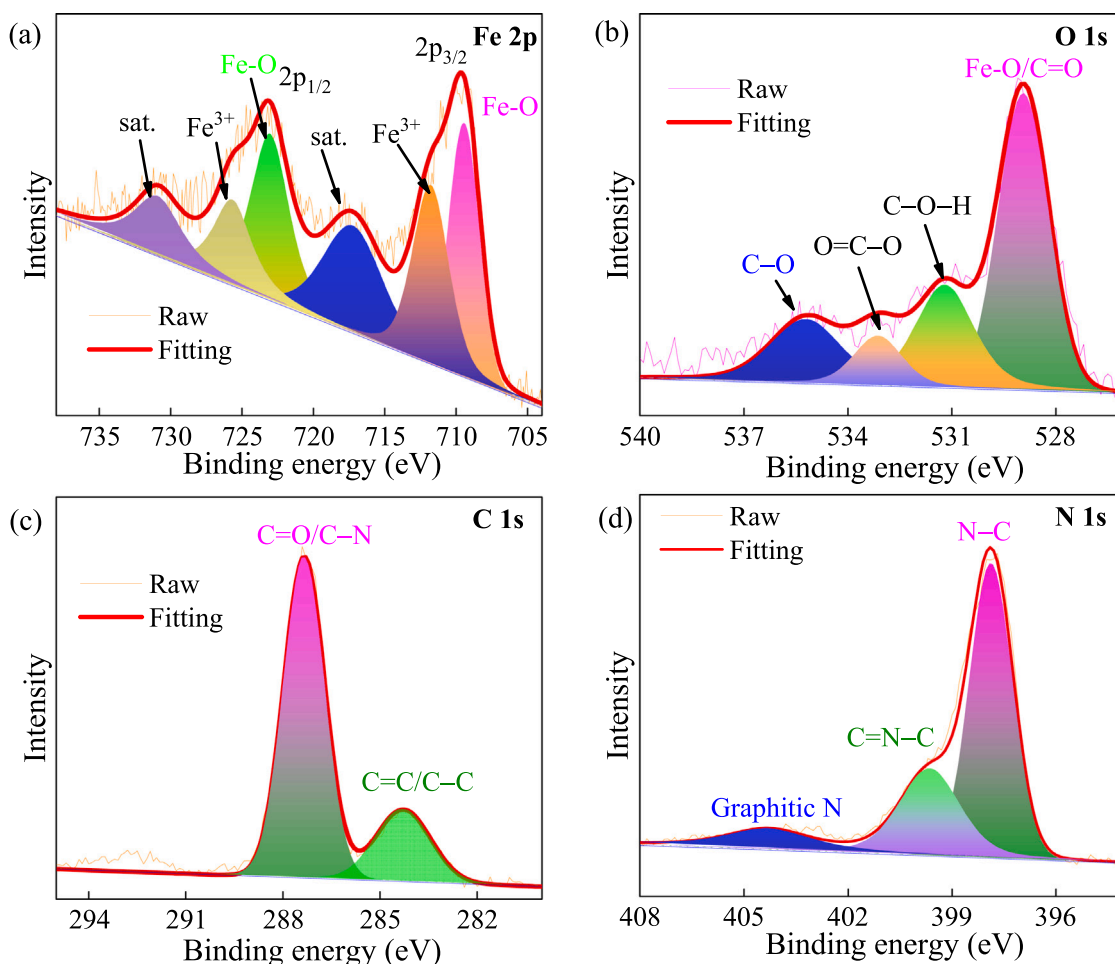 (a)
Fe 2p
2p3/2
Fe-O
2p1/2
Fe-O
sat.
Fe3+
sat.
Fe3+
Raw
Fitting
Intensity
735 730 725 720 715 710 705
Binding energy (eV)
(b)
O 1s
Fe-O/C=O
Raw
Fitting
C–O–H
O=C–O
C–O
Intensity
540 537 533 531 528
Binding energy (eV)
(c)
C 1s
C=O/C–N
Raw
Fitting
C=C/C–C
Intensity
294 291 288 285 282
Binding energy (eV)
(d)
N 1s
Raw
Fitting
N–C
C=N–C
Graphitic N
Intensity
408 405 402 399 396
Binding energy (eV)